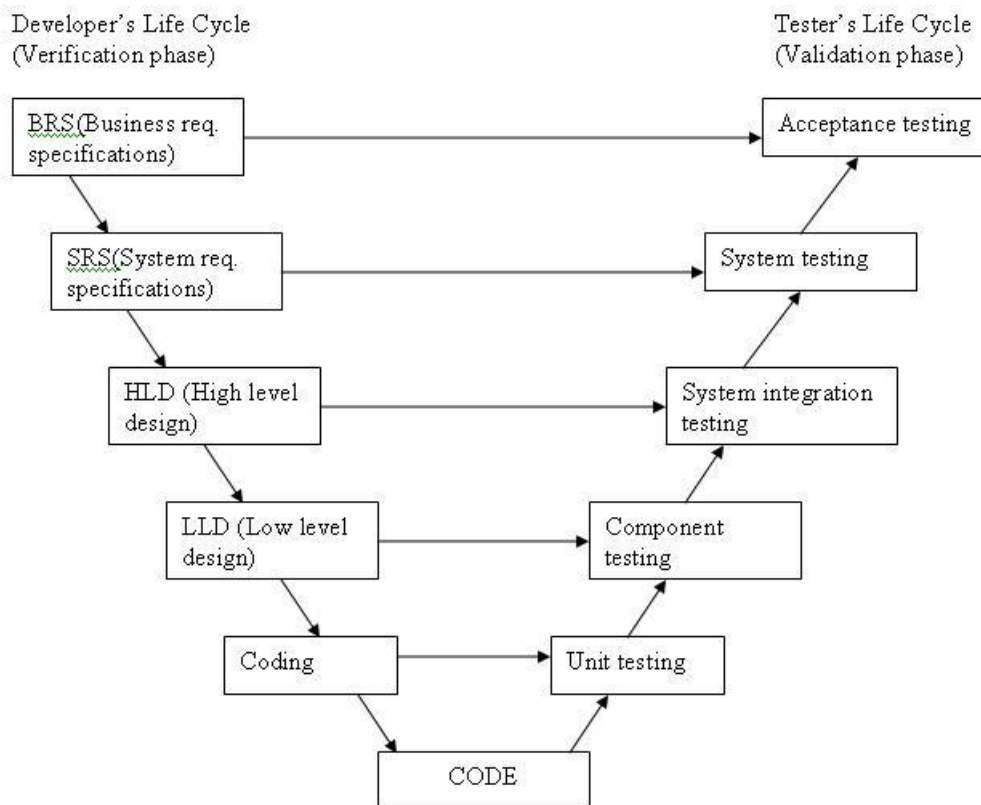 Developer's Life Cycle
(Verification phase)
Tester's Life Cycle
(Validation phase)
BRS(Business req.
specifications)
Acceptance testing
SRS(System req.
specifications)
System testing
HLD (High level
design)
System integration
testing
LLD (Low level
design)
Component
testing
Coding
Unit testing
CODE